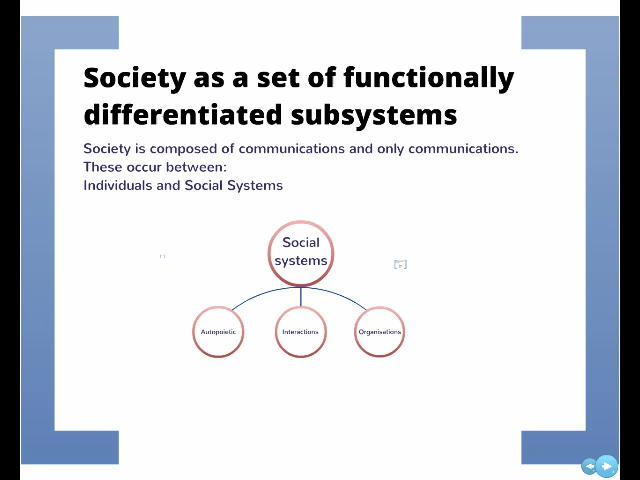 Society as a set of functionally
differentiated subsystems
Society is composed of communications and only communications.
These occur between:
Individuals and Social Systems
Social
systems
Autopoietic
Interactions
Organisations